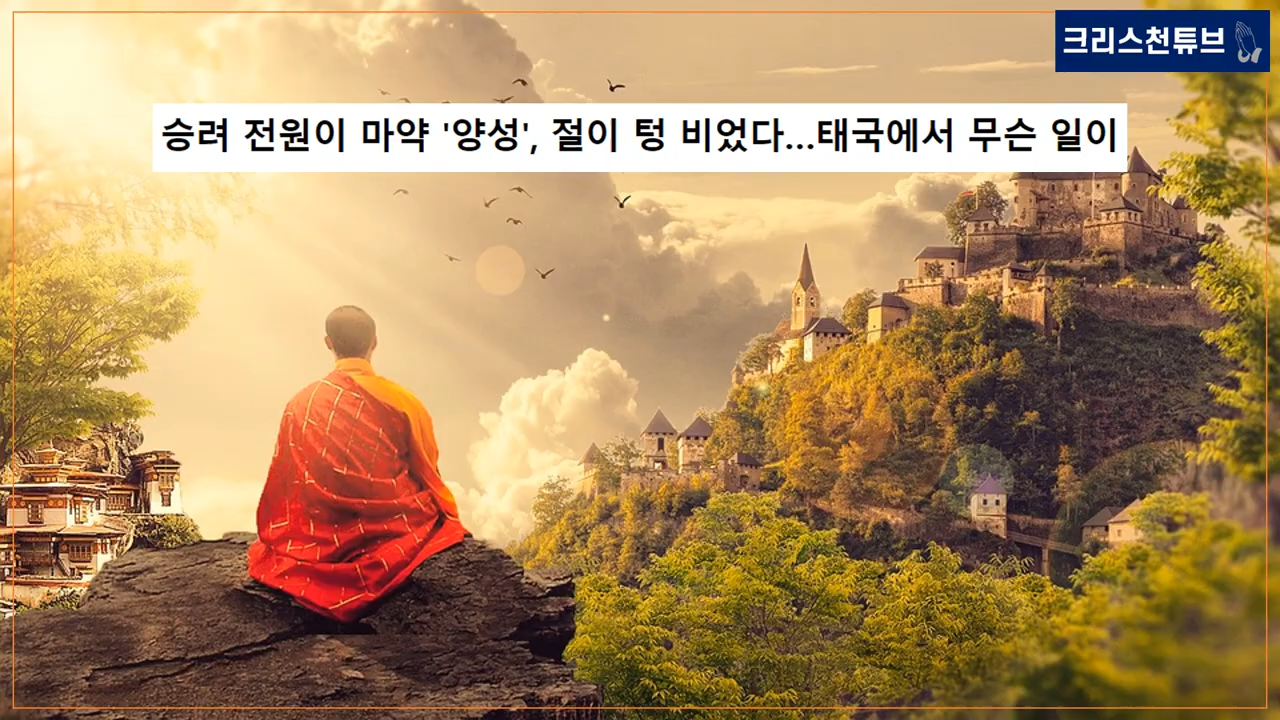 크리스천튜브
승려 전원이 마약 '양성', 절이 텅 비었다...태국에서 무슨 일이